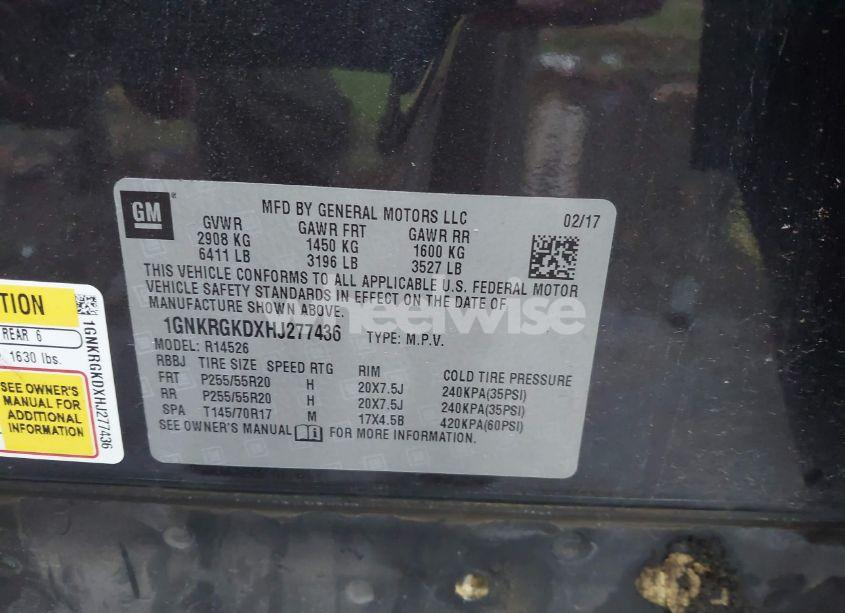 GM
MFD BY GENERAL MOTORS LLC
02/17
GVWR GAWR FRT GAWR RR
2908 KG 1450 KG 1600 KG
6411 LB 3196 LB 3527 LB
THIS VEHICLE CONFORMS TO ALL APPLICABLE U.S. FEDERAL MOTOR
VEHICLE SAFETY STANDARDS IN EFFECT ON THE DATE OF
MANUFACTURE SHOWN ABOVE.
1GNKRGKDXHJ277436 TYPE: M.P.V.
MODEL: R14526
RBBJ TIRE SIZE SPEED RTG RIM COLD TIRE PRESSURE
FRT P255/55R20 H 20X7.5J 240KPA(35PSI)
RR P255/55R20 H 20X7.5J 240KPA(35PSI)
SPA T145/70R17 M 17X4.5B 420KPA(60PSI)
SEE OWNER'S MANUAL FOR MORE INFORMATION.
REAR 6
1630 lbs.
SEE OWNER'S
MANUAL FOR
ADDITIONAL
INFORMATION
1GNKRGKDXHJ277436
wheelwise